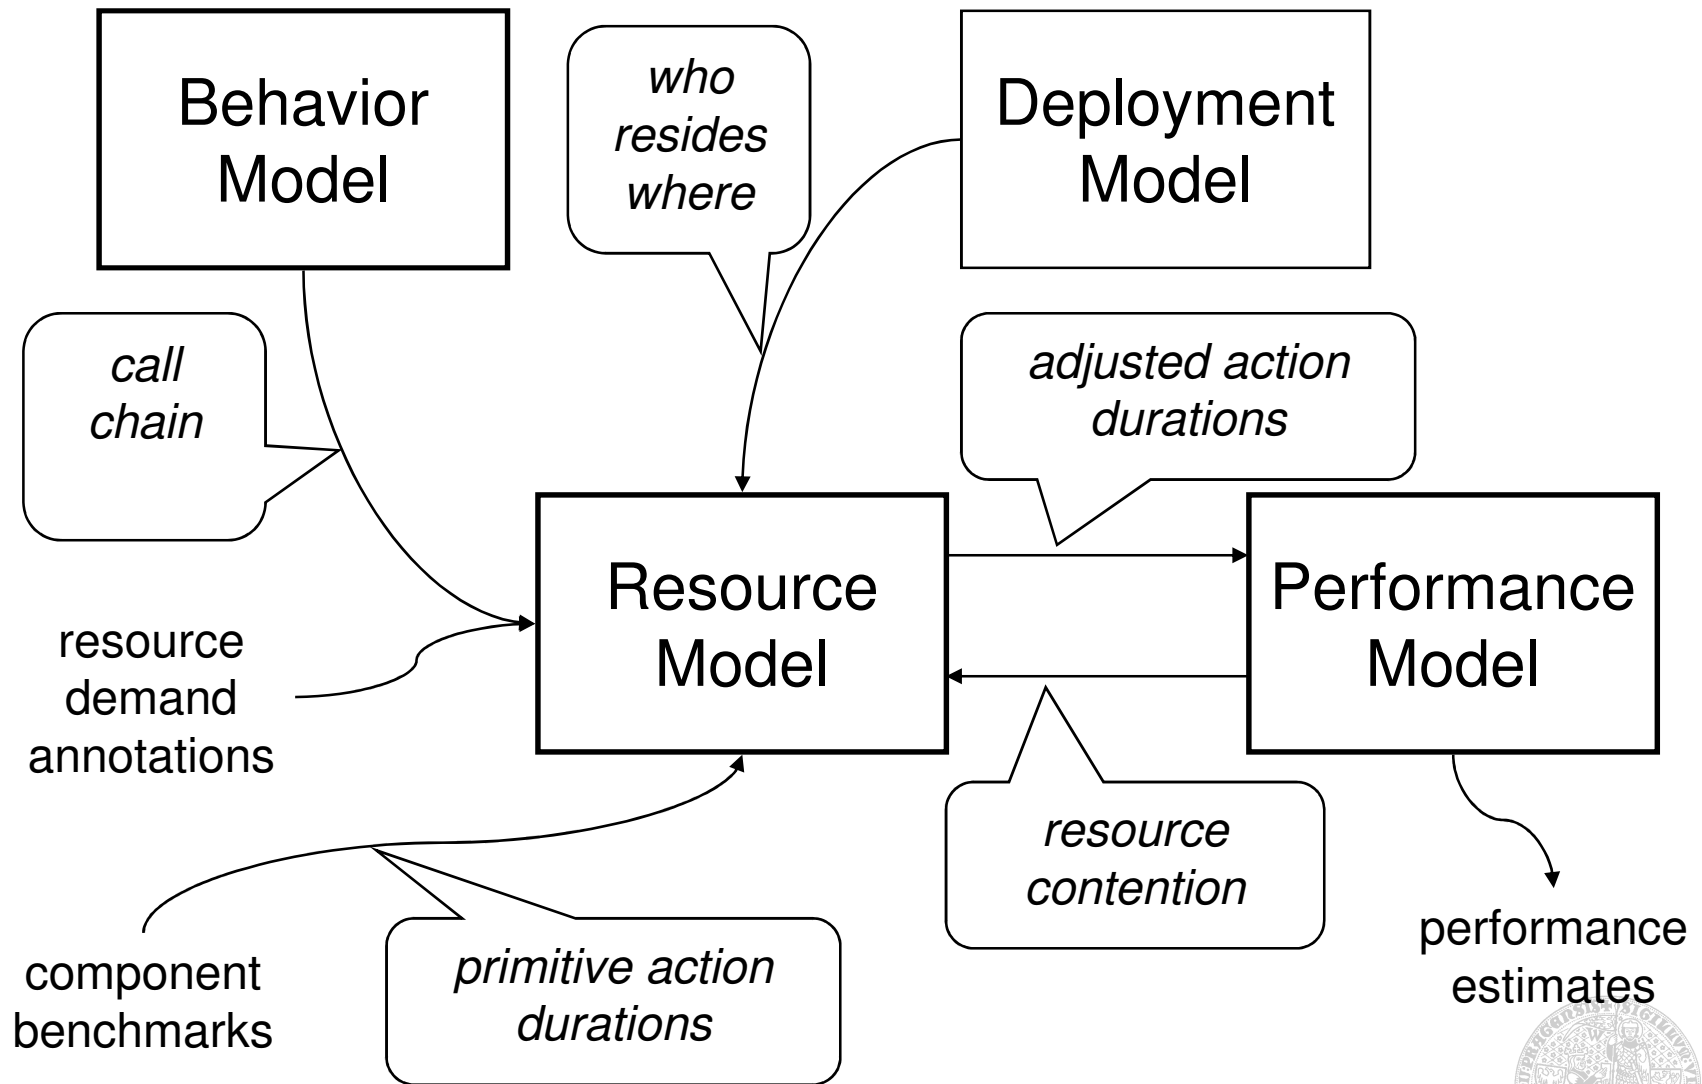 Behavior
Model
who
resides
where
Deployment
Model
call
chain
adjusted action
durations
Resource
Model
Performance
Model
resource
demand
annotations
resource
contention
component
benchmarks
primitive action
durations
performance
estimates